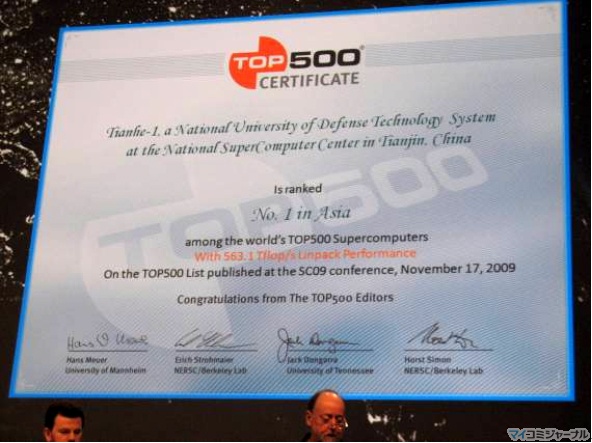 TOP500
CERTIFICATE
Tianhe-I, a National University of Defense Technology System
at the National SuperComputer Center in Tianjin, China
TOP500
Is ranked
No. 1 in Asia
among the world's TOP500 Supercomputers
With 563.1 Tflop/s Linpack Performance
On the TOP500 List published at the SC09 conference, November 17, 2009
Congratulations from The TOP500 Editors
Hans Meuer
University of Mannheim
Erich Strohmaier
NERSC/Berkeley Lab
Jack Dongarra
University of Tennessee
Horst Simon
NERSC/Berkeley Lab
マイコミジャーナル